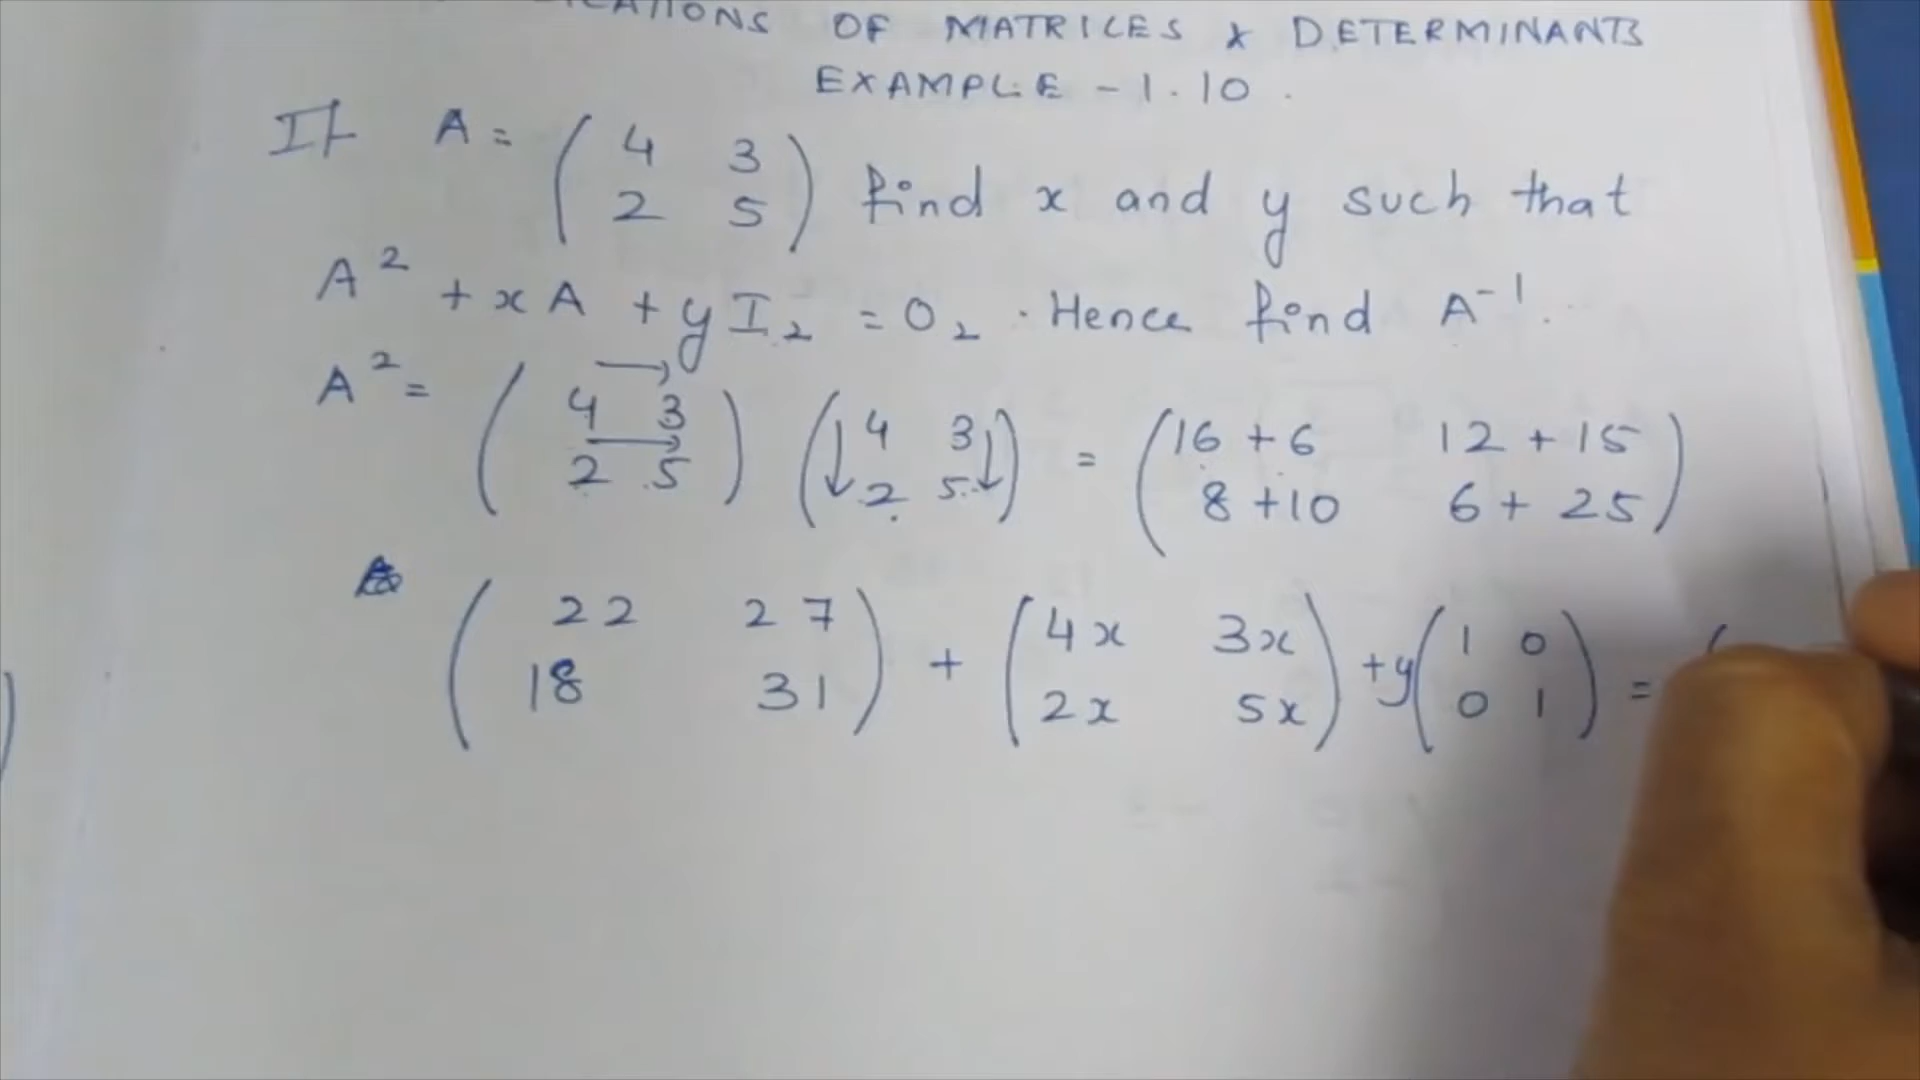 OF MATRICES & DETERMINANTS
EXAMPLE - 1.10.
If A = ( 4 3 ; 2 5 ) find x and y such that
A² + xA + yI₂ = O₂. Hence find A⁻¹.
A² = ( 4 3 ; 2 5 ) ( 4 3 ; 2 5 ) = ( 16 + 6 12 + 15 ; 8 + 10 6 + 25 )
( 22 27 ; 18 31 ) + ( 4x 3x ; 2x 5x ) + y ( 1 0 ; 0 1 ) = (